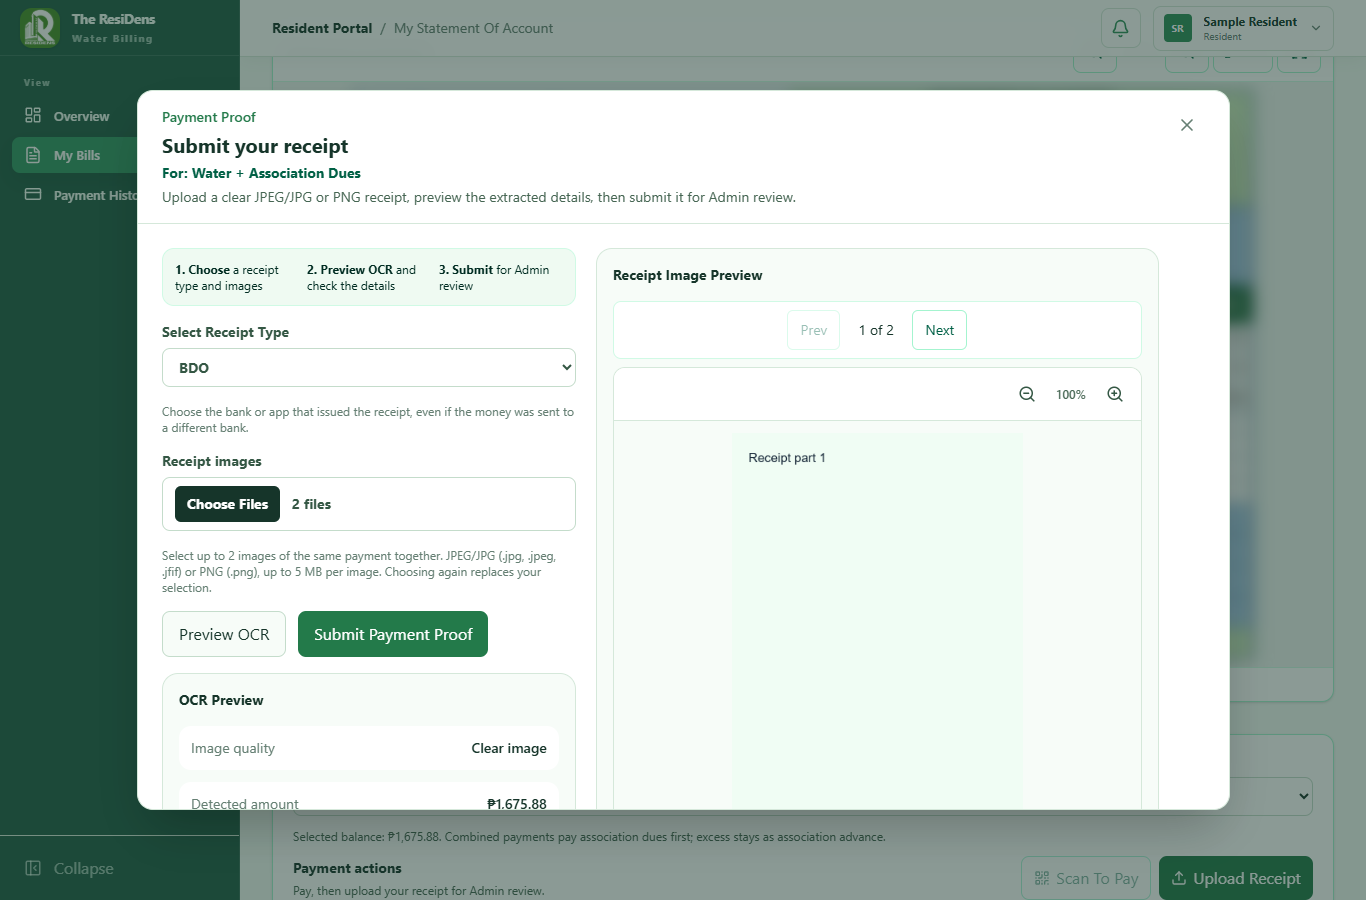 The ResiDens
Water Billing
Resident Portal / My Statement Of Account
SR
Sample Resident
Resident
View
Overview
My Bills
Payment Histo
Payment Proof
Submit your receipt
For: Water + Association Dues
Upload a clear JPEG/JPG or PNG receipt, preview the extracted details, then submit it for Admin review.
1. Choose a receipt type and images
2. Preview OCR and check the details
3. Submit for Admin review
Select Receipt Type
BDO
Choose the bank or app that issued the receipt, even if the money was sent to
a different bank.
Receipt images
Choose Files 2 files
Select up to 2 images of the same payment together. JPEG/JPG (.jpg, .jpeg,
.jfif) or PNG (.png), up to 5 MB per image. Choosing again replaces your
selection.
Preview OCR
Submit Payment Proof
OCR Preview
Image quality Clear image
Detected amount ₱1,675.88
Receipt Image Preview
Prev 1 of 2 Next
100%
Receipt part 1
Selected balance: ₱1,675.88. Combined payments pay association dues first; excess stays as association advance.
Payment actions
Pay, then upload your receipt for Admin review.
Scan To Pay
Upload Receipt
Collapse